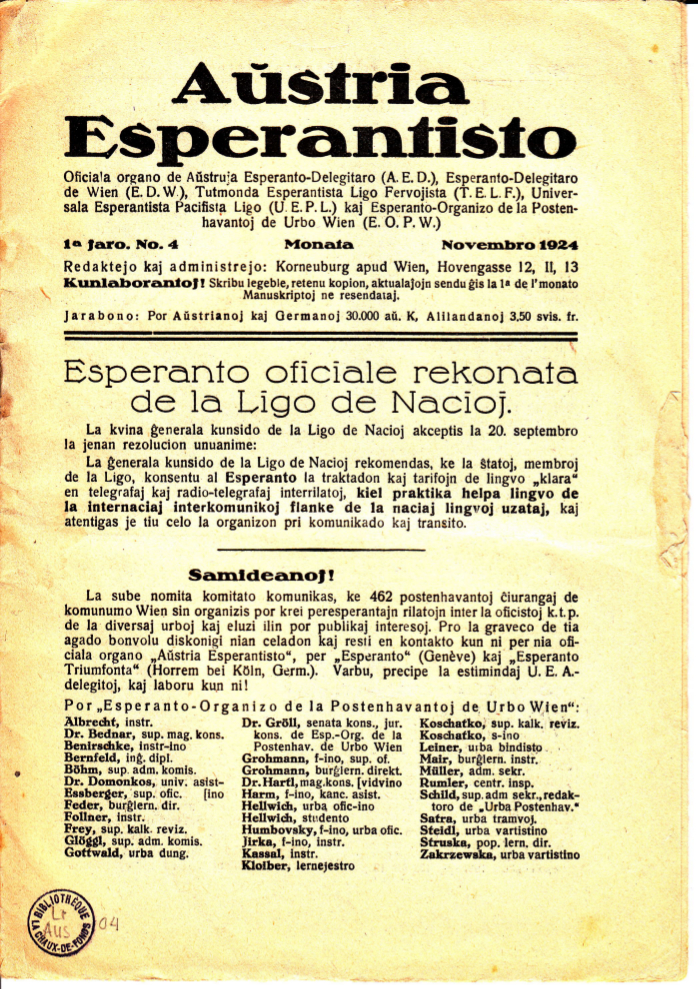 Aŭstria
Esperantisto
Oficiala organo de Aŭstruja Esperanto-Delegitaro (A. E. D.), Esperanto-Delegitaro
de Wien (E. D. W.), Tutmonda Esperantista Ligo Fervojista (T. E. L. F.), Univer-
sala Esperantista Pacifista Ligo (U. E. P. L.) kaj Esperanto-Organizo de la Posten-
havantoj de Urbo Wien (E. O. P. W.)
1ª jaro. No. 4 Monata Novembro 1924
Redaktejo kaj administrejo: Korneuburg apud Wien, Hovengasse 12, II, 13
Kunlaborantoj! Skribu legeble, retenu kopion, aktualaĵojn sendu ĝis la 1ª de l' monato
Manuskriptoj ne resendataj.
Jarabono: Por Aŭstrianoj kaj Germanoj 30.000 aŭ. K, Alilandanoj 3,50 svis. fr.
Esperanto oficiale rekonata
de la Ligo de Nacioj.
La kvina ĝenerala kunsido de la Ligo de Nacioj akceptis la 20. septembro
la jenan rezolucion unuanime:
La ĝenerala kunsido de la Ligo de Nacioj rekomendas, ke la ŝtatoj, membroj
de la Ligo, konsentu al Esperanto la traktadon kaj tarifojn de lingvo „klara“
en telegrafaj kaj radio-telegrafaj interrilatoj, kiel praktika helpa lingvo de
la internaciaj interkomunikoj flanke de la naciaj lingvoj uzataj, kaj
atentigas je tiu celo la organizon pri komunikado kaj transito.
Samideanoj!
La sube nomita komitato komunikas, ke 462 postenhavantoj ĉiurangaj de
komunumo Wien sin organizis por krei peresperantajn rilatojn inter la oficistoj k. t. p.
de la diversaj urboj kaj eluzi ilin por publikaj interesoj. Pro la graveco de tia
agado bonvolu diskonigi nian celadon kaj resti en kontakto kun ni per nia ofi-
ciala organo „Aŭstria Esperantisto“, per „Esperanto“ (Genève) kaj „Esperanto
Triumfonta“ (Horrem bei Köln, Germ.). Varbu, precipe la estimindaj U. E. A.-
delegitoj, kaj laboru kun ni!
Por „Esperanto-Organizo de la Postenhavantoj de Urbo Wien“:
Albrecht, instr.
Dr. Bednar, sup. mag. kons.
Benirschke, instr-ino
Bernfeld, inĝ. dipl.
Böhm, sup. adm. komis.
Dr. Domonkos, univ. asist-
Essberger, sup. ofic. [ino
Feder, burĝlern. dir.
Follner, instr.
Frey, sup. kalk. reviz.
Glöggl, sup. adm. komis.
Gottwald, urba dung.
Dr. Gröll, senata kons., jur.
kons. de Esp.-Org. de la
Postenhav. de Urbo Wien
Grohmann, f-ino, sup. of.
Grohmann, burĝlern. direkt.
Dr. Hartl, mag. kons. [vidvino
Harm, f-ino, kanc. asist.
Hellwich, urba ofic-ino
Hellwich, studento
Humbovsky, f-ino, urba ofic.
Jirka, f-ino, instr.
Kassal, instr.
Kloiber, lernejestro
Koschatko, sup. kalk. reviz.
Koschatko, s-ino
Leiner, urba bindisto
Mair, burĝlern. instr.
Müller, adm. sekr.
Rumler, centr. insp.
Schild, sup. adm sekr., redak-
toro de „Urba Postenhav.“
Satra, urba tramvoj.
Steidl, urba vartistino
Struska, pop. lern. dir.
Zakrzewska, urba vartistino
BIBLIOTHÈQUE
LA CHAUX-DE-FONDS
Lt
AUS
04